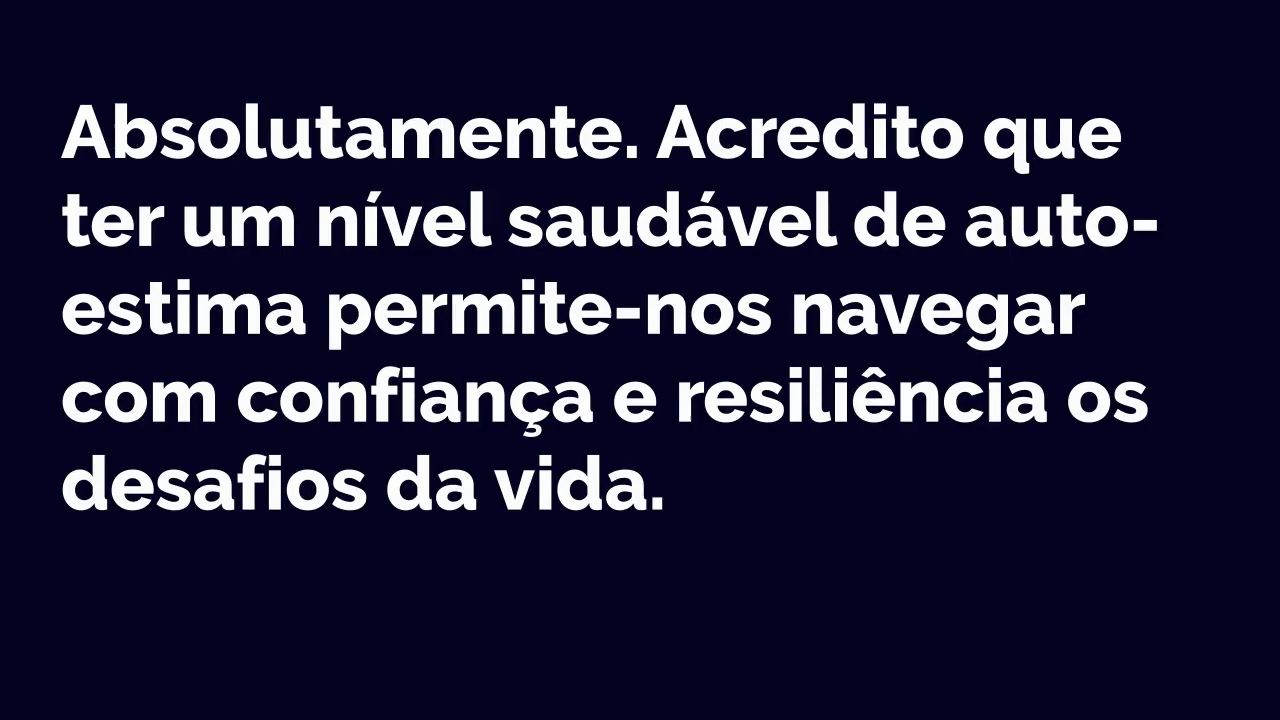 Absolutamente. Acredito que
ter um nível saudável de auto-
estima permite-nos navegar
com confiança e resiliência os
desafios da vida.